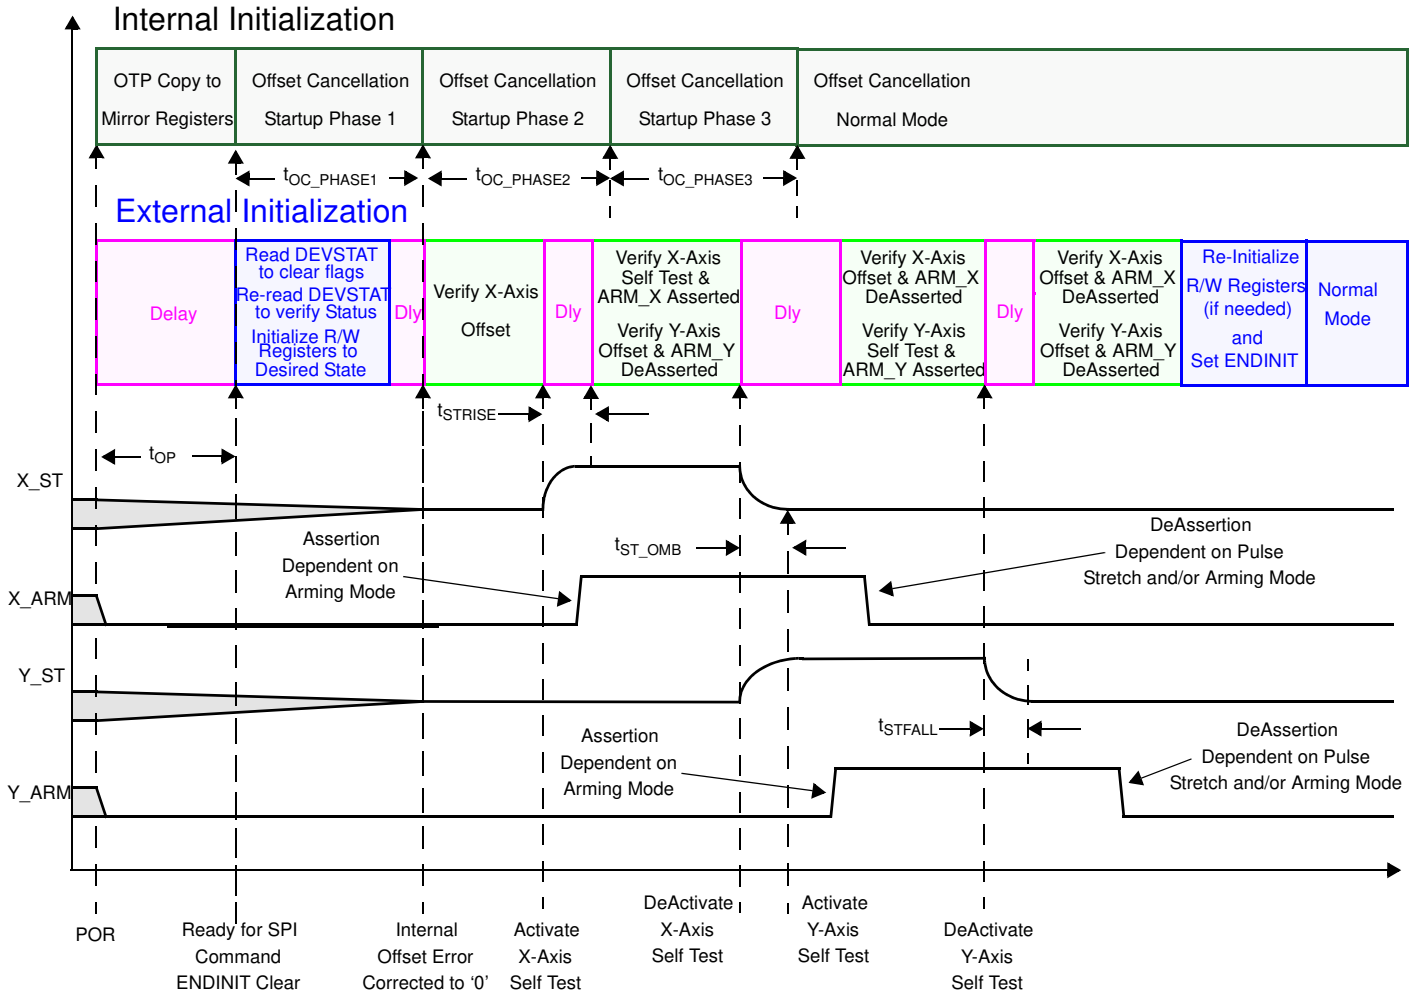 Internal Initialization
OTP Copy to
Mirror Registers
Offset Cancellation
Startup Phase 1
Offset Cancellation
Startup Phase 2
Offset Cancellation
Startup Phase 3
Offset Cancellation
Normal Mode
tOC_PHASE1
tOC_PHASE2
tOC_PHASE3
External Initialization
Delay
Read DEVSTAT
to clear flags
Re-read DEVSTAT
to verify Status
Initialize R/W
Registers to
Desired State
Dly
Verify X-Axis
Offset
Dly
Verify X-Axis
Self Test &
ARM_X Asserted
Verify Y-Axis
Offset & ARM_Y
DeAsserted
Dly
Verify X-Axis
Offset & ARM_X
DeAsserted
Verify Y-Axis
Self Test &
ARM_Y Asserted
Dly
Verify X-Axis
Offset & ARM_X
DeAsserted
Verify Y-Axis
Offset & ARM_Y
DeAsserted
Re-Initialize
R/W Registers
(if needed)
and
Set ENDINIT
Normal
Mode
tSTRISE
tOP
X_ST
Assertion
Dependent on
Arming Mode
tST_OMB
DeAssertion
Dependent on Pulse
Stretch and/or Arming Mode
X_ARM
Y_ST
Assertion
Dependent on
Arming Mode
tSTFALL
DeAssertion
Dependent on Pulse
Stretch and/or Arming Mode
Y_ARM
POR
Ready for SPI
Command
ENDINIT Clear
Internal
Offset Error
Corrected to ‘0’
Activate
X-Axis
Self Test
DeActivate
X-Axis
Self Test
Activate
Y-Axis
Self Test
DeActivate
Y-Axis
Self Test